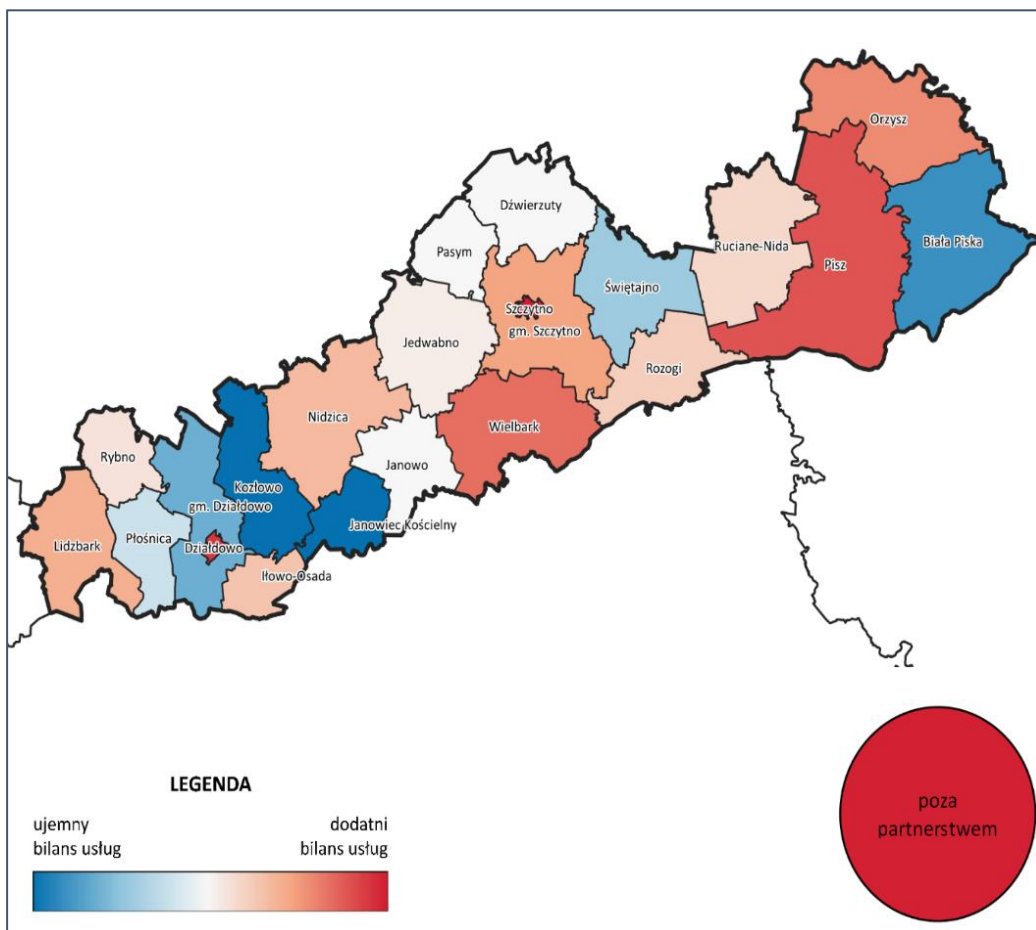 Orzysz
Dźwierzuty
Pasym
Ruciane-Nida
Biała Piska
Pisz
Świętajno
Szczytno
gm. Szczytno
Jedwabno
Rozogi
Nidzica
Wielbark
Rybno
Janowo
Kozłowo
gm. Działdowo
Janowiec Kościelny
Lidzbark
Płośnica
Działdowo
Iłowo-Osada
LEGENDA
ujemny
bilans usług
dodatni
bilans usług
poza
partnerstwem